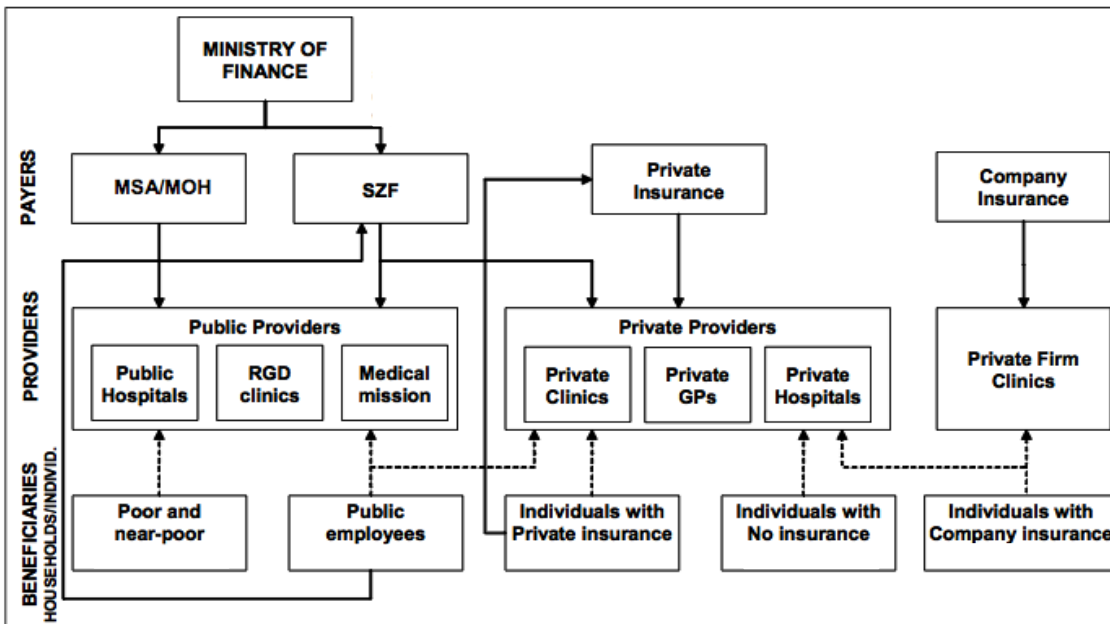 MINISTRY OF
FINANCE
PAYERS
MSA/MOH
SZF
Private
Insurance
Company
Insurance
PROVIDERS
Public Providers
Public
Hospitals
RGD
clinics
Medical
mission
Private Providers
Private
Clinics
Private
GPs
Private
Hospitals
Private Firm
Clinics
BENEFICIARIES
HOUSEHOLDS/INDIVID.
Poor and
near-poor
Public
employees
Individuals with
Private insurance
Individuals with
No insurance
Individuals with
Company insurance